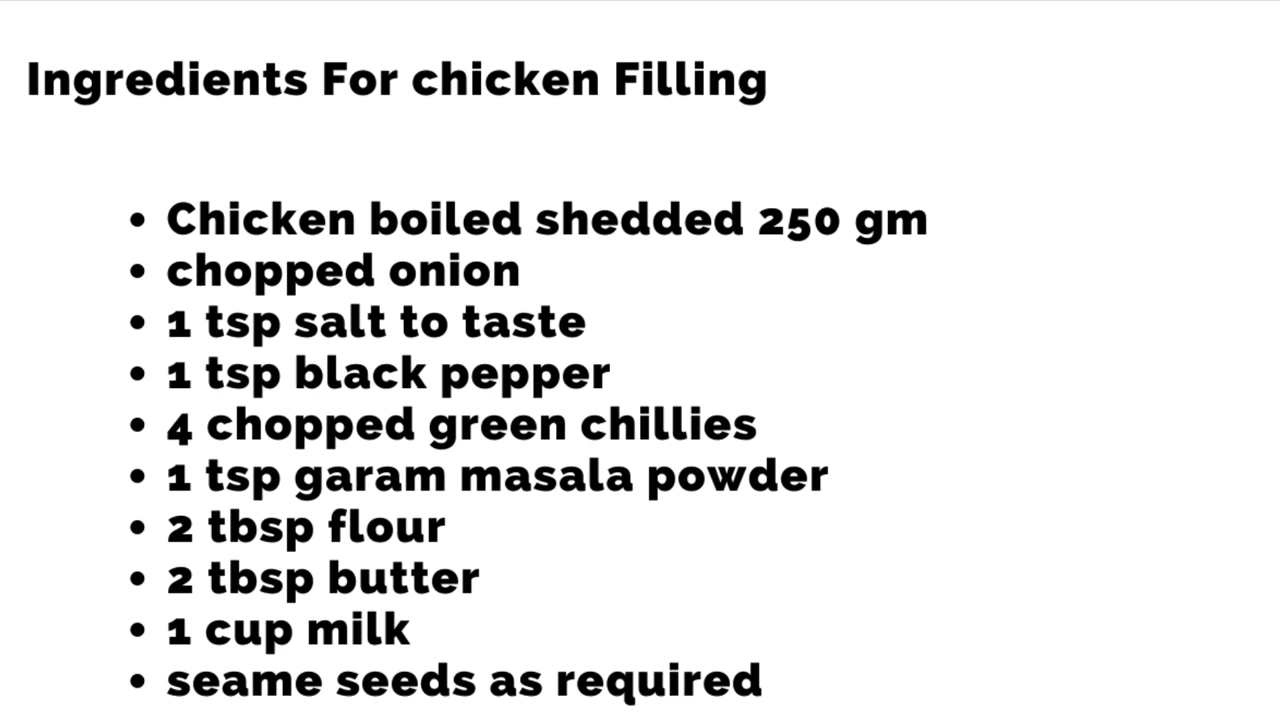 Ingredients For chicken Filling
• Chicken boiled shedded 250 gm
• chopped onion
• 1 tsp salt to taste
• 1 tsp black pepper
• 4 chopped green chillies
• 1 tsp garam masala powder
• 2 tbsp flour
• 2 tbsp butter
• 1 cup milk
• seame seeds as required